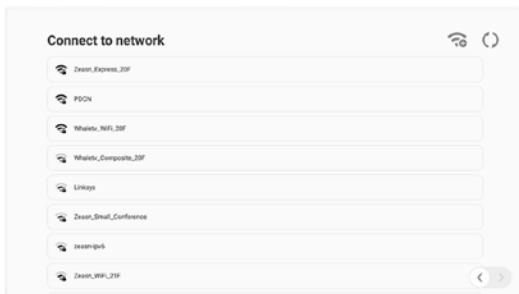 Connect to network
Zeasn_Express_20F
PDCN
Whaletv_WiFi_20F
Whaletv_Composite_20F
Linksys
Zeasn_Small_Conference
zeasn-ipv6
Zeasn_WiFi_21F